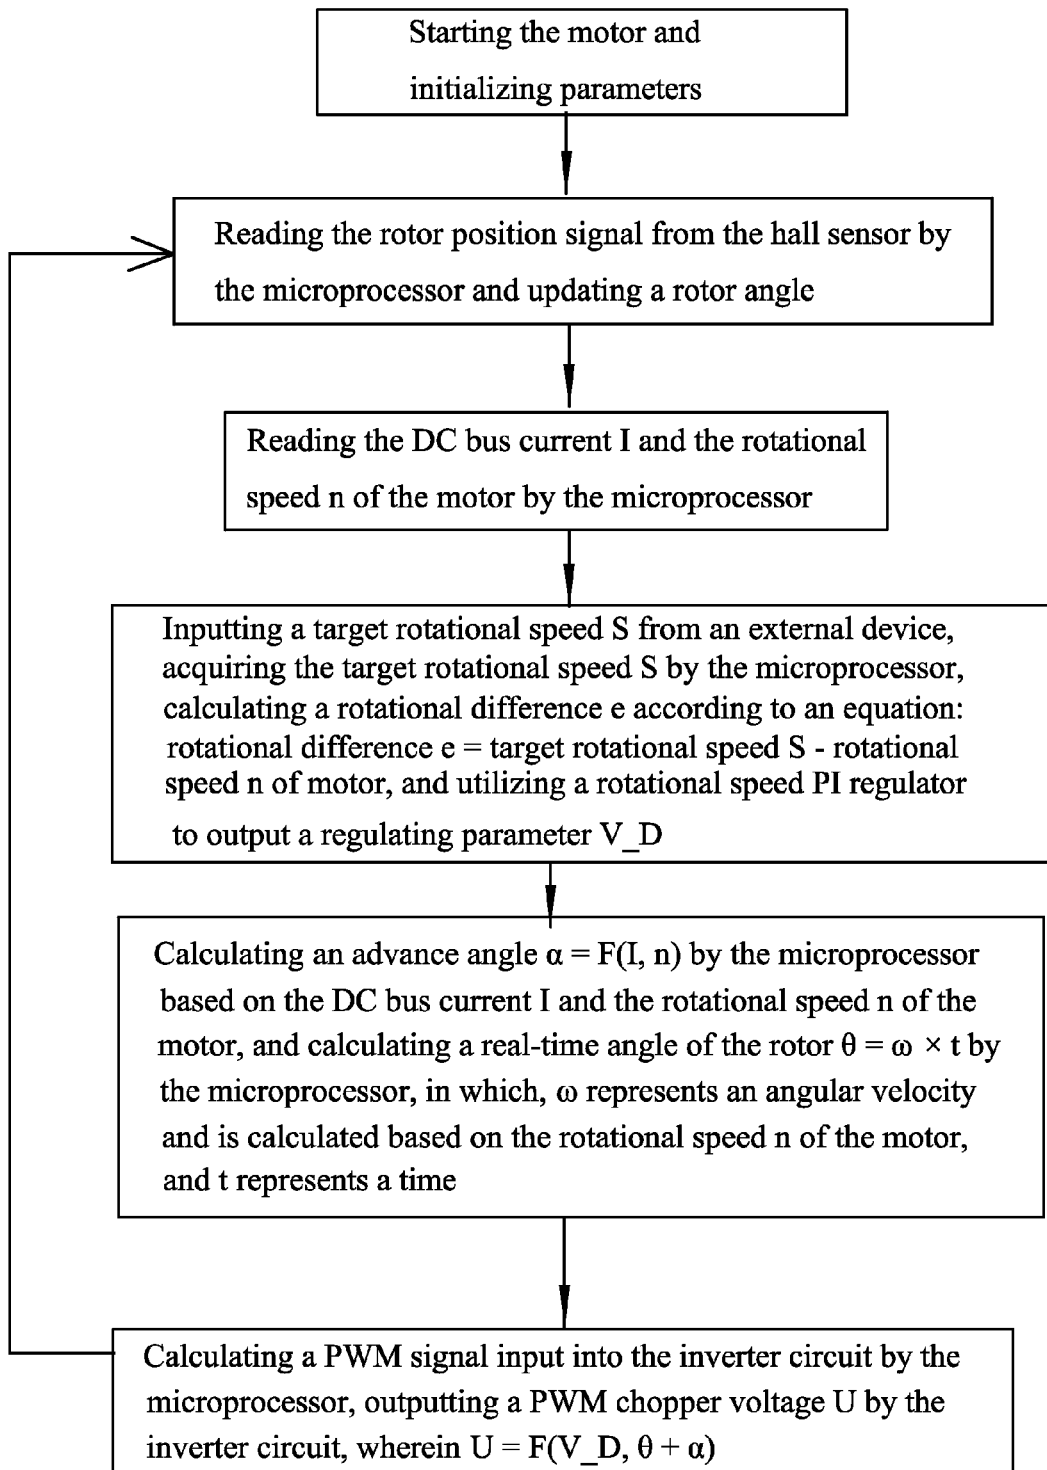 Starting the motor and
initializing parameters
Reading the rotor position signal from the hall sensor by
the microprocessor and updating a rotor angle
Reading the DC bus current I and the rotational
speed n of the motor by the microprocessor
Inputting a target rotational speed S from an external device,
acquiring the target rotational speed S by the microprocessor,
calculating a rotational difference e according to an equation:
rotational difference e = target rotational speed S - rotational
speed n of motor, and utilizing a rotational speed PI regulator
to output a regulating parameter V_D
Calculating an advance angle α = F(I, n) by the microprocessor
based on the DC bus current I and the rotational speed n of the
motor, and calculating a real-time angle of the rotor θ = ω × t by
the microprocessor, in which, ω represents an angular velocity
and is calculated based on the rotational speed n of the motor,
and t represents a time
Calculating a PWM signal input into the inverter circuit by the
microprocessor, outputting a PWM chopper voltage U by the
inverter circuit, wherein U = F(V_D, θ + α)